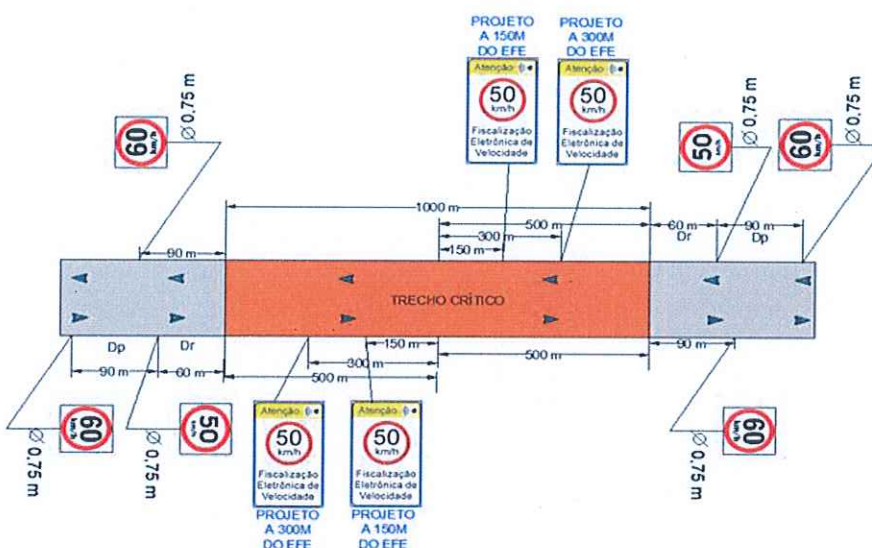 PROJETO
A 150M
DO EFE
PROJETO
A 300M
DO EFE
Atenção
50
km/h
Fiscalização
Eletrônica de
Velocidade
Atenção
50
km/h
Fiscalização
Eletrônica de
Velocidade
60
km/h
Ø 0,75 m
50
km/h
Ø 0,75 m
60
km/h
Ø 0,75 m
1000 m
500 m
60 m
90 m
300 m
Dr
Dp
90 m
150 m
TRECHO CRÍTICO
Dp
Dr
150 m
90 m
90 m
60 m
300 m
500 m
500 m
60
km/h
Ø 0,75 m
50
km/h
Ø 0,75 m
60
km/h
Ø 0,75 m
Atenção
50
km/h
Fiscalização
Eletrônica de
Velocidade
Atenção
50
km/h
Fiscalização
Eletrônica de
Velocidade
PROJETO
A 300M
DO EFE
PROJETO
A 150M
DO EFE